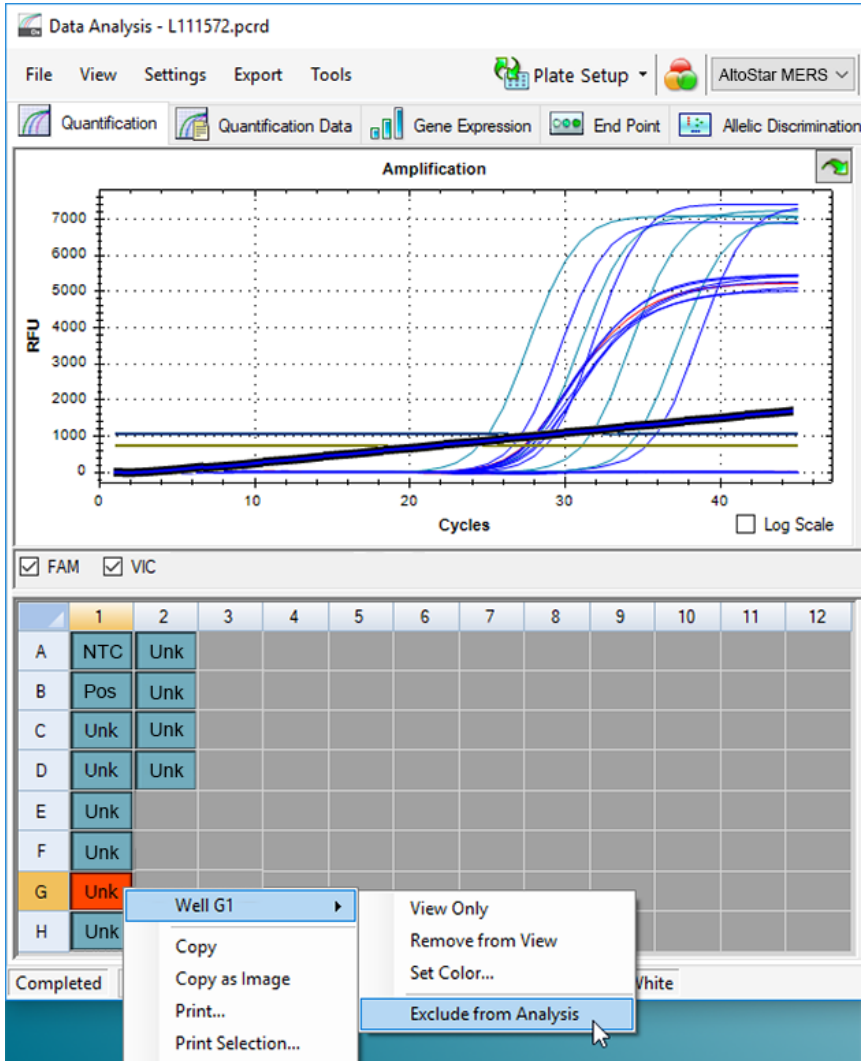 Data Analysis - L111572.pcrd
File View Settings Export Tools Plate Setup AltoStar MERS
Quantification Quantification Data Gene Expression End Point Allelic Discrimination
Amplification
7000
6000
5000
4000
3000
2000
1000
0
RFU
0 10 20 30 40
Cycles
Log Scale
FAM VIC
1 2 3 4 5 6 7 8 9 10 11 12
A NTC Unk
B Pos Unk
C Unk Unk
D Unk Unk
E Unk
F Unk
G Unk
H Unk
Well G1
Copy
Copy as Image
Print...
Print Selection...
View Only
Remove from View
Set Color...
Exclude from Analysis
Completed